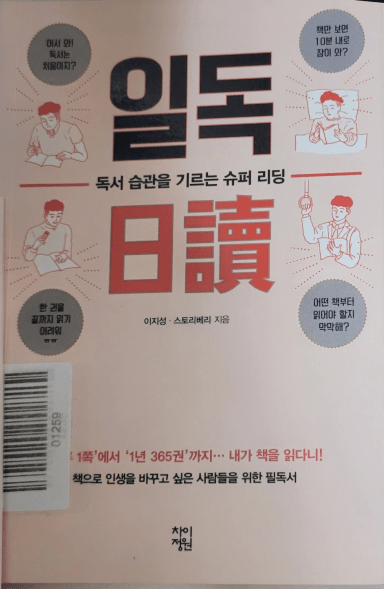 어서 와!
독서는
처음이지?
책만 보면
10분 내로
잠이 와?
일독
독서 습관을 기르는 슈퍼 리딩
日讀
한 권을
끝까지 읽기
어려워
ㅠㅠ
어떤 책부터
읽어야 할지
막막해?
이지성 · 스토리베리 지음
01259
1쪽’에서 ‘1년 365권’까지… 내가 책을 읽다니!
책으로 인생을 바꾸고 싶은 사람들을 위한 필독서
차이
정원